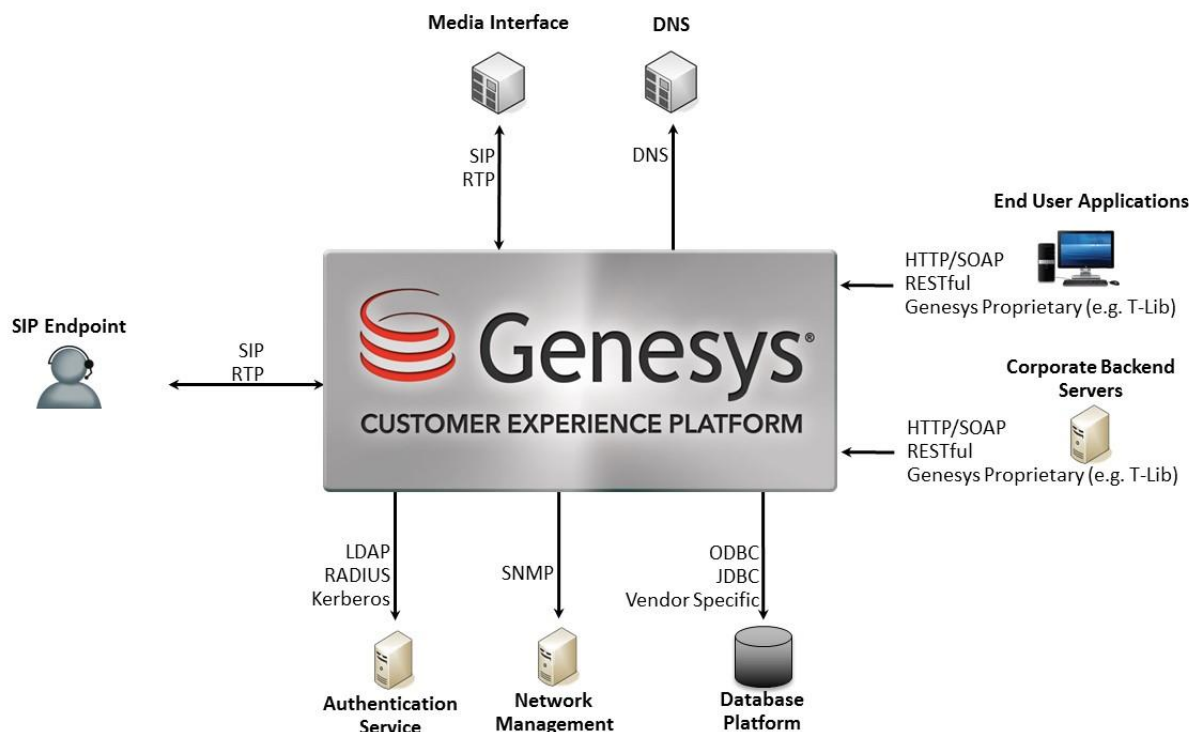 Media Interface
DNS
SIP
RTP
DNS
End User Applications
HTTP/SOAP
RESTful
Genesys Proprietary (e.g. T-Lib)
SIP Endpoint
SIP
RTP
Genesys®
CUSTOMER EXPERIENCE PLATFORM
Corporate Backend
Servers
HTTP/SOAP
RESTful
Genesys Proprietary (e.g. T-Lib)
LDAP
RADIUS
Kerberos
SNMP
ODBC
JDBC
Vendor Specific
Authentication
Service
Network
Management
Database
Platform